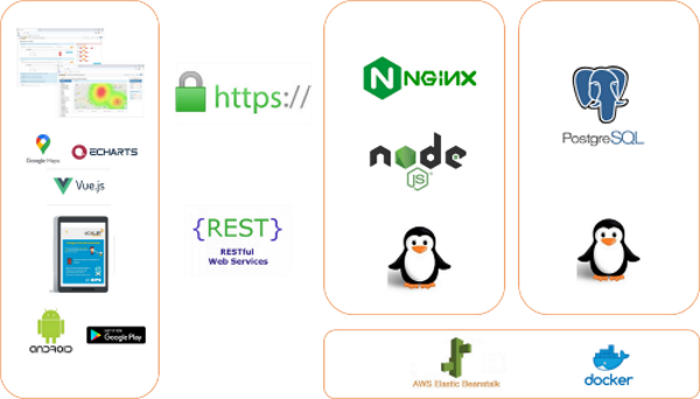 Google Maps
ECHARTS
Vue.js
ANDROID
GET IT ON
Google Play
https://
{REST}
RESTful
Web Services
NGINX
node
JS
PostgreSQL
AWS Elastic Beanstalk
docker